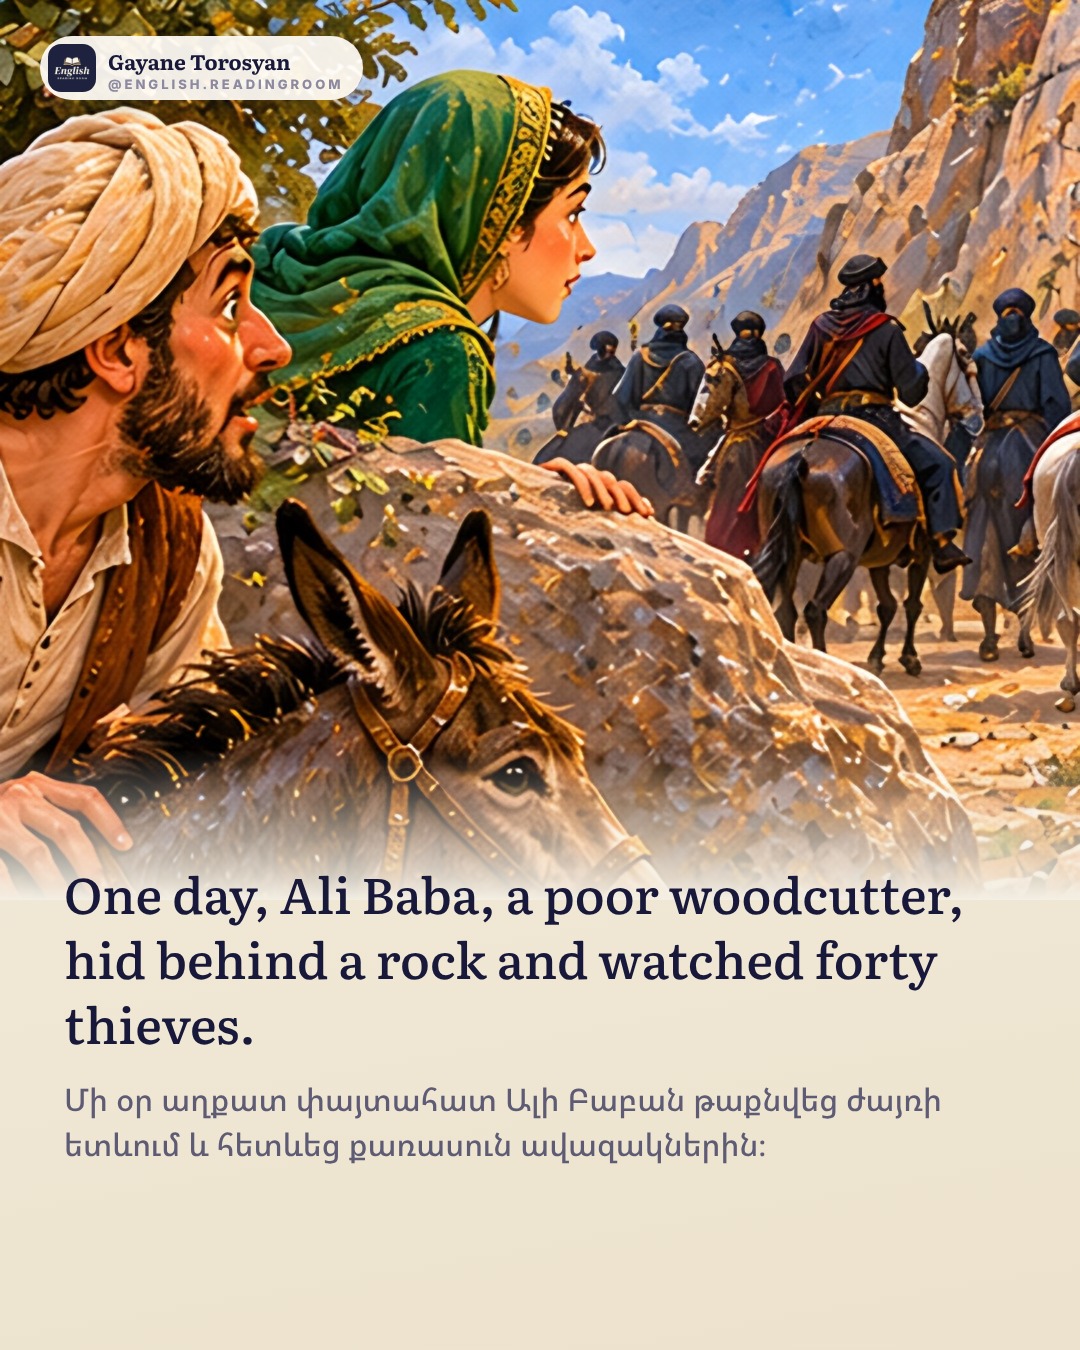 English
Gayane Torosyan
@ENGLISH.READINGROOM
One day, Ali Baba, a poor woodcutter,
hid behind a rock and watched forty
thieves.
Մի օր աղքատ փայտահատ Ալի Բաբան թաքնվեց ժայռի
ետևում և հետևեց քառասուն ավազակներին։